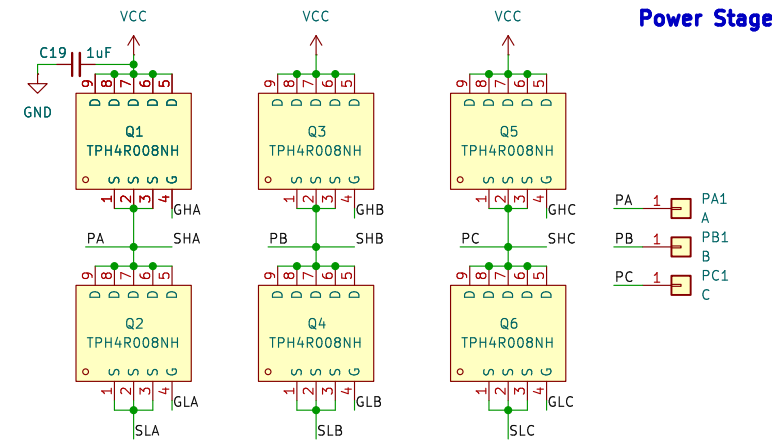 Power Stage
VCC VCC VCC
C19 1uF
GND
9 8 7 6 5 9 8 7 6 5 9 8 7 6 5
D D D D D D D D D D D D D D D
Q1 Q3 Q5
TPH4R008NH TPH4R008NH TPH4R008NH
S S S G S S S G S S S G
1 2 3 4 1 2 3 4 1 2 3 4
GHA GHB GHC
PA SHA PB SHB PC SHC
PA 1 PA1
A
PB 1 PB1
B
PC 1 PC1
C
9 8 7 6 5 9 8 7 6 5 9 8 7 6 5
D D D D D D D D D D D D D D D
Q2 Q4 Q6
TPH4R008NH TPH4R008NH TPH4R008NH
S S S G S S S G S S S G
1 2 3 4 1 2 3 4 1 2 3 4
GLA GLB GLC
SLA SLB SLC